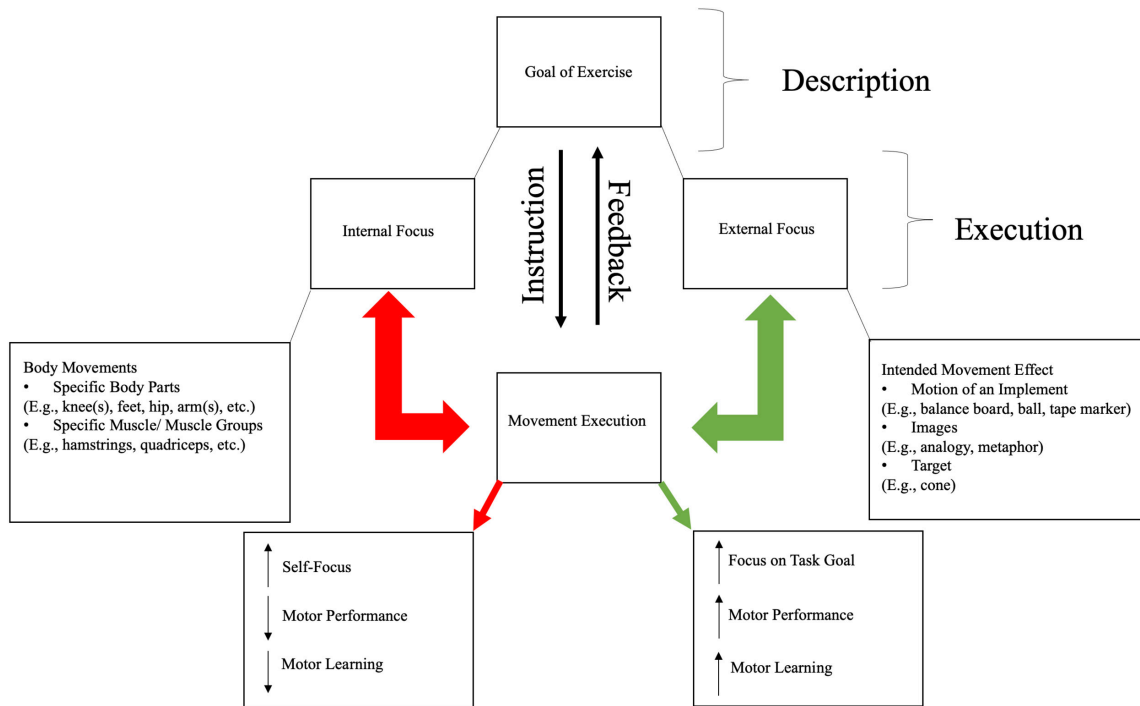 Goal of Exercise
Description
Instruction
Feedback
Internal Focus
External Focus
Execution
Body Movements
• Specific Body Parts
(E.g., knee(s), feet, hip, arm(s), etc.)
• Specific Muscle/ Muscle Groups
(E.g., hamstrings, quadriceps, etc.)
Movement Execution
Intended Movement Effect
• Motion of an Implement
(E.g., balance board, ball, tape marker)
• Images
(E.g., analogy, metaphor)
• Target
(E.g., cone)
Self-Focus
Motor Performance
Motor Learning
Focus on Task Goal
Motor Performance
Motor Learning